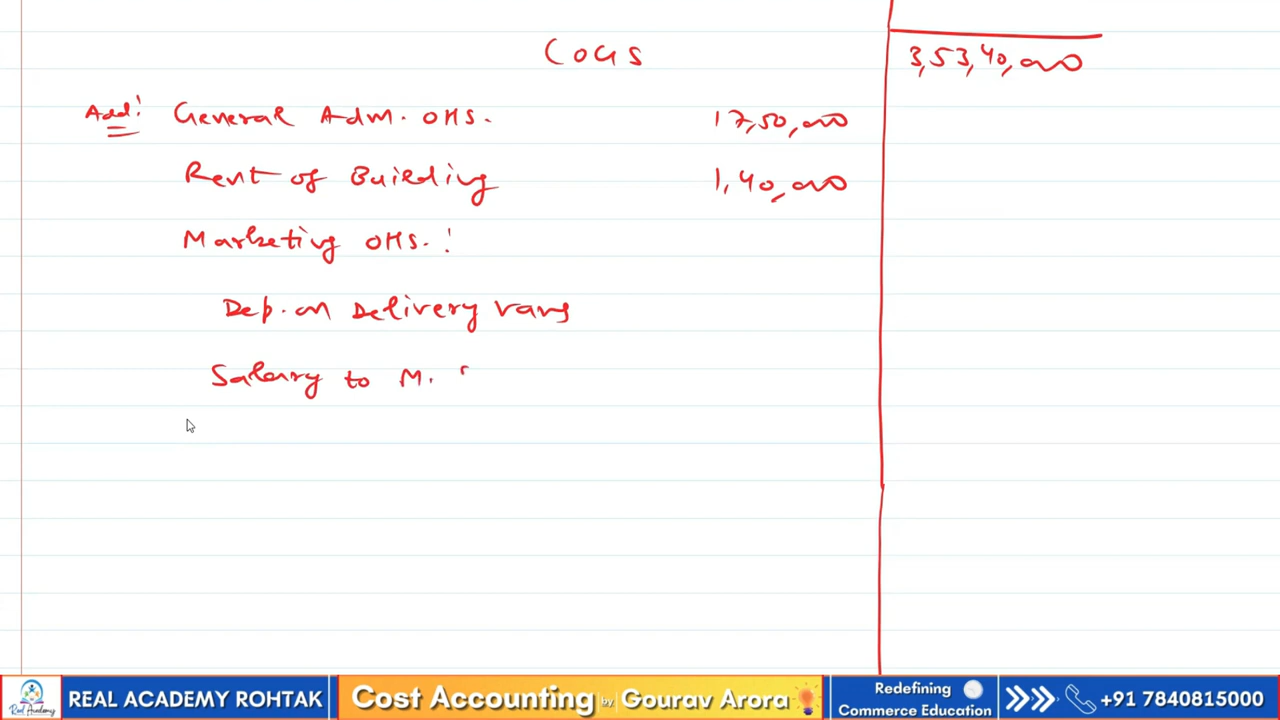 COGS 3,53,40,000
Add: General Adm. OHS. 17,50,000
Rent of Building 1,40,000
Marketing OHS. :
Dep. on Delivery vans
Salary to M.
Real Academy
REAL ACADEMY ROHTAK
Cost Accounting by Gourav Arora
Redefining
Commerce Education
+91 7840815000